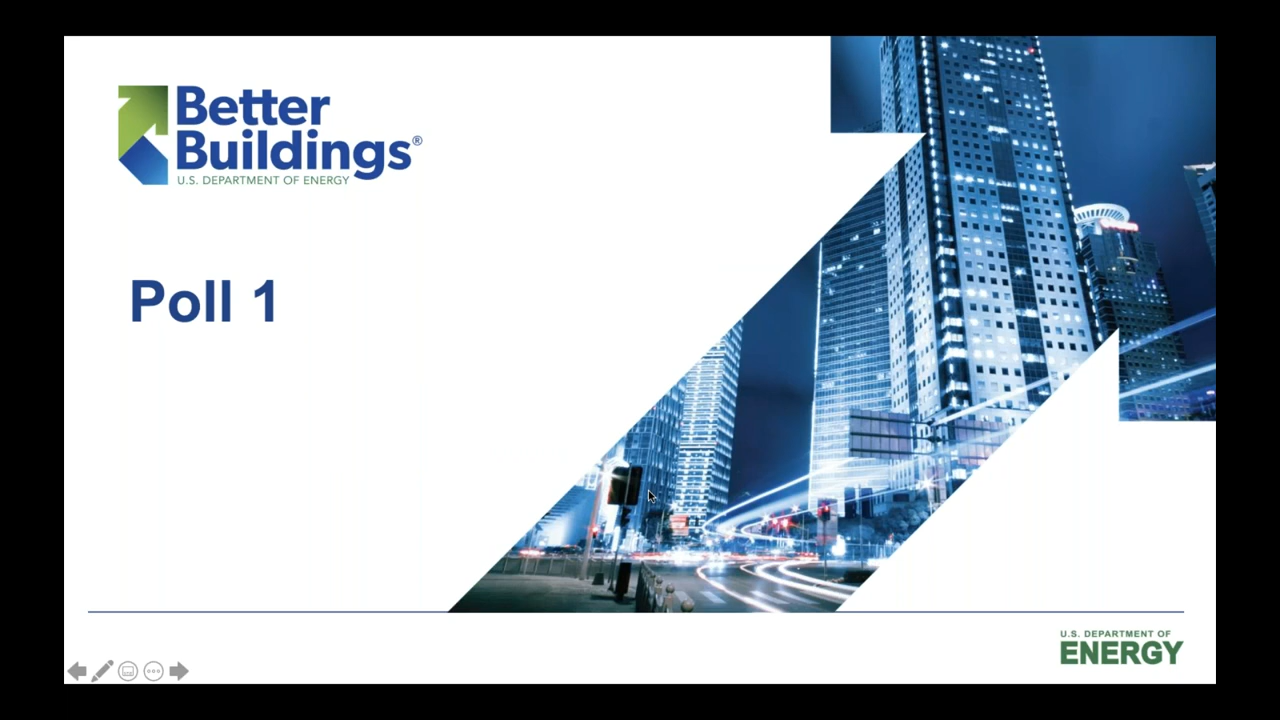 Better
Buildings®
U.S. DEPARTMENT OF ENERGY
Poll 1
U.S. DEPARTMENT OF
ENERGY